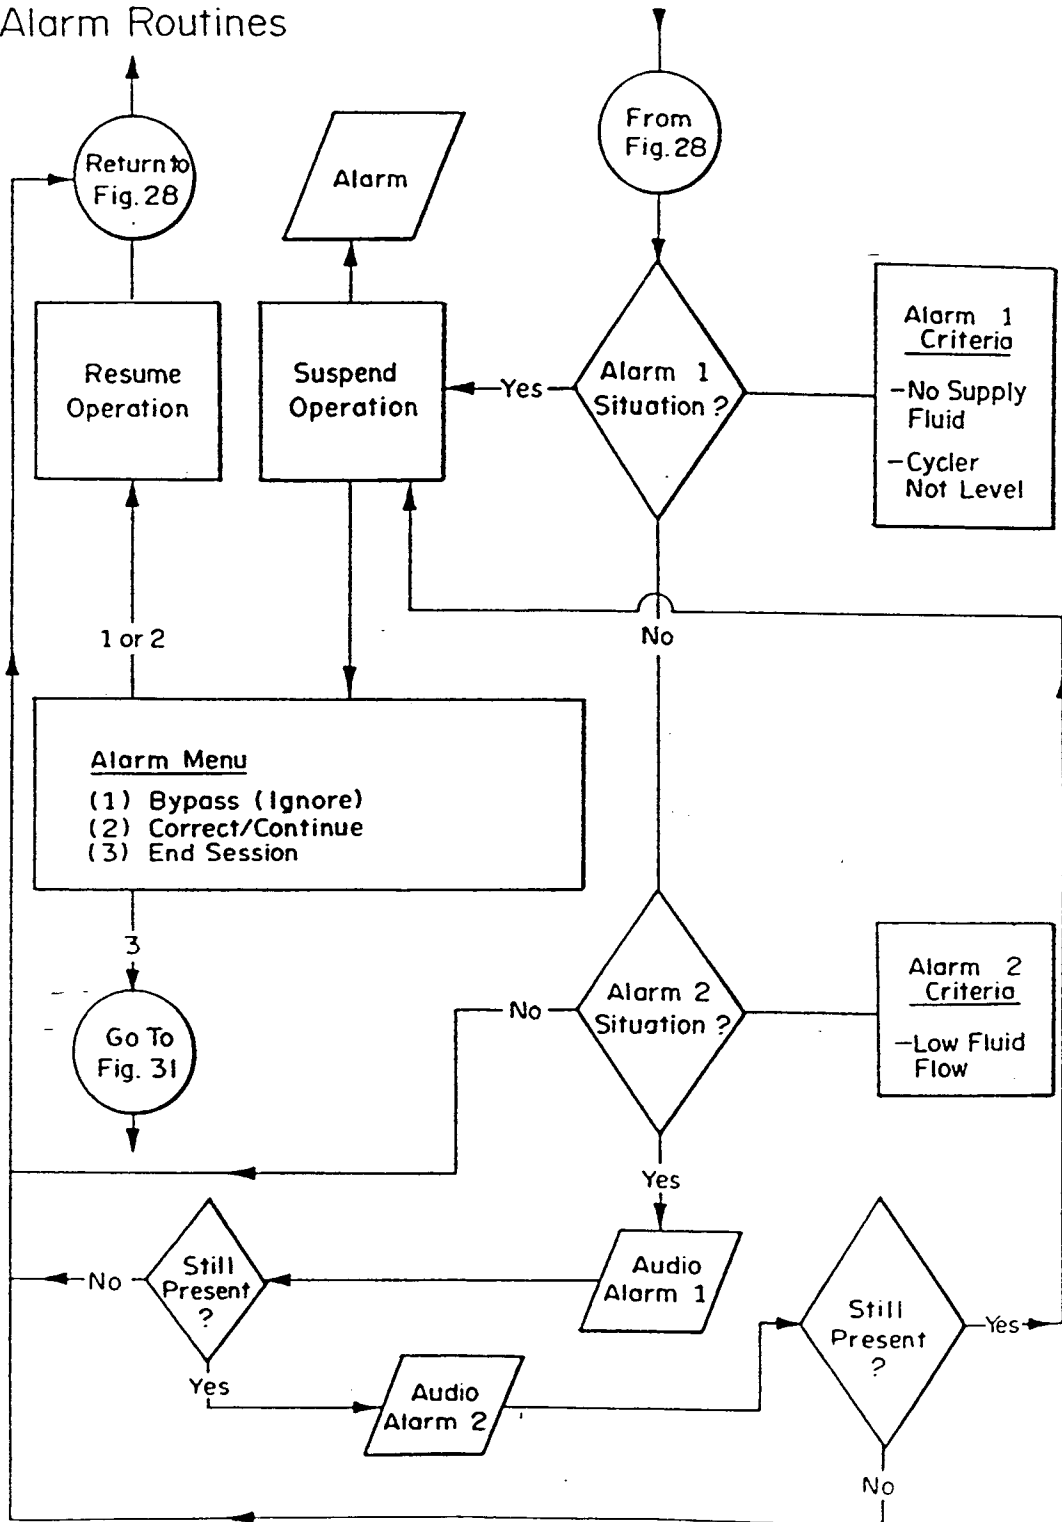 Alarm Routines
From
Fig. 28
Return to
Fig. 28
Alarm
Resume
Operation
Suspend
Operation
Yes
Alarm 1
Situation ?
Alarm 1
Criteria
-No Supply
Fluid
-Cycler
Not Level
1 or 2
No
Alarm Menu
(1) Bypass (Ignore)
(2) Correct/Continue
(3) End Session
3
Go To
Fig. 31
No
Alarm 2
Situation ?
Alarm 2
Criteria
-Low Fluid
Flow
Yes
Audio
Alarm 1
Still
Present
?
No
Yes
Audio
Alarm 2
Still
Present
?
Yes
No